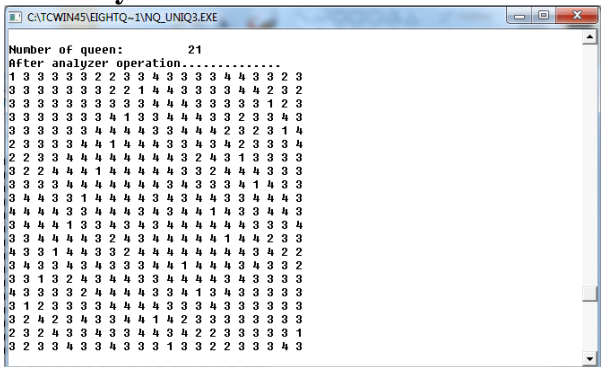 C:\TCWIN45\EIGHTQ~1\NQ_UNIQ3.EXE
Number of queen: 21
After analyzer operation..............
1 3 3 3 3 3 2 2 3 3 4 3 3 3 3 4 4 3 3 2 3
3 3 3 3 3 3 3 2 2 1 4 4 3 3 3 3 4 4 2 3 2
3 3 3 3 3 3 3 3 3 3 4 4 4 3 3 3 3 3 1 2 3
3 3 3 3 3 3 3 4 1 3 3 4 4 4 3 3 2 3 3 4 3
3 3 3 3 3 3 4 4 4 4 3 3 4 4 4 2 3 2 3 1 4
2 3 3 3 3 4 4 1 4 4 4 3 3 4 3 4 2 3 3 3 4
2 2 3 3 4 4 4 4 4 4 4 4 3 2 4 3 1 3 3 3 3
3 2 2 4 4 4 1 4 4 4 4 4 3 3 2 4 4 4 3 3 3
3 3 3 4 4 4 4 4 4 4 4 3 4 3 3 3 4 1 4 3 3
3 4 4 3 3 1 4 4 4 4 3 4 3 4 4 3 3 4 4 4 3
4 4 4 4 3 3 4 4 4 3 4 3 4 4 1 4 3 3 4 4 3
3 4 4 4 1 3 3 4 3 4 3 4 4 4 4 4 4 4 3 3 3
3 3 4 4 4 4 3 2 4 3 4 4 4 4 4 1 4 4 2 3 3
4 3 3 1 4 4 3 3 2 4 4 4 4 4 4 4 4 3 4 2 2
3 4 3 3 4 3 4 3 3 3 4 4 1 4 4 4 3 4 3 3 2
3 3 1 3 2 4 3 4 4 3 3 4 4 4 4 3 4 3 3 3 3
4 3 3 3 3 2 4 4 4 4 3 3 4 1 3 4 3 3 3 3 3
3 1 2 3 3 3 3 4 4 4 4 3 3 3 4 3 3 3 3 3 3
3 2 4 2 3 4 3 3 4 4 1 4 2 3 3 3 3 3 3 3 3
2 3 2 4 3 3 4 3 3 4 4 3 4 2 2 3 3 3 3 3 1
3 2 3 3 4 3 3 4 3 3 3 1 3 3 2 2 3 3 3 4 3